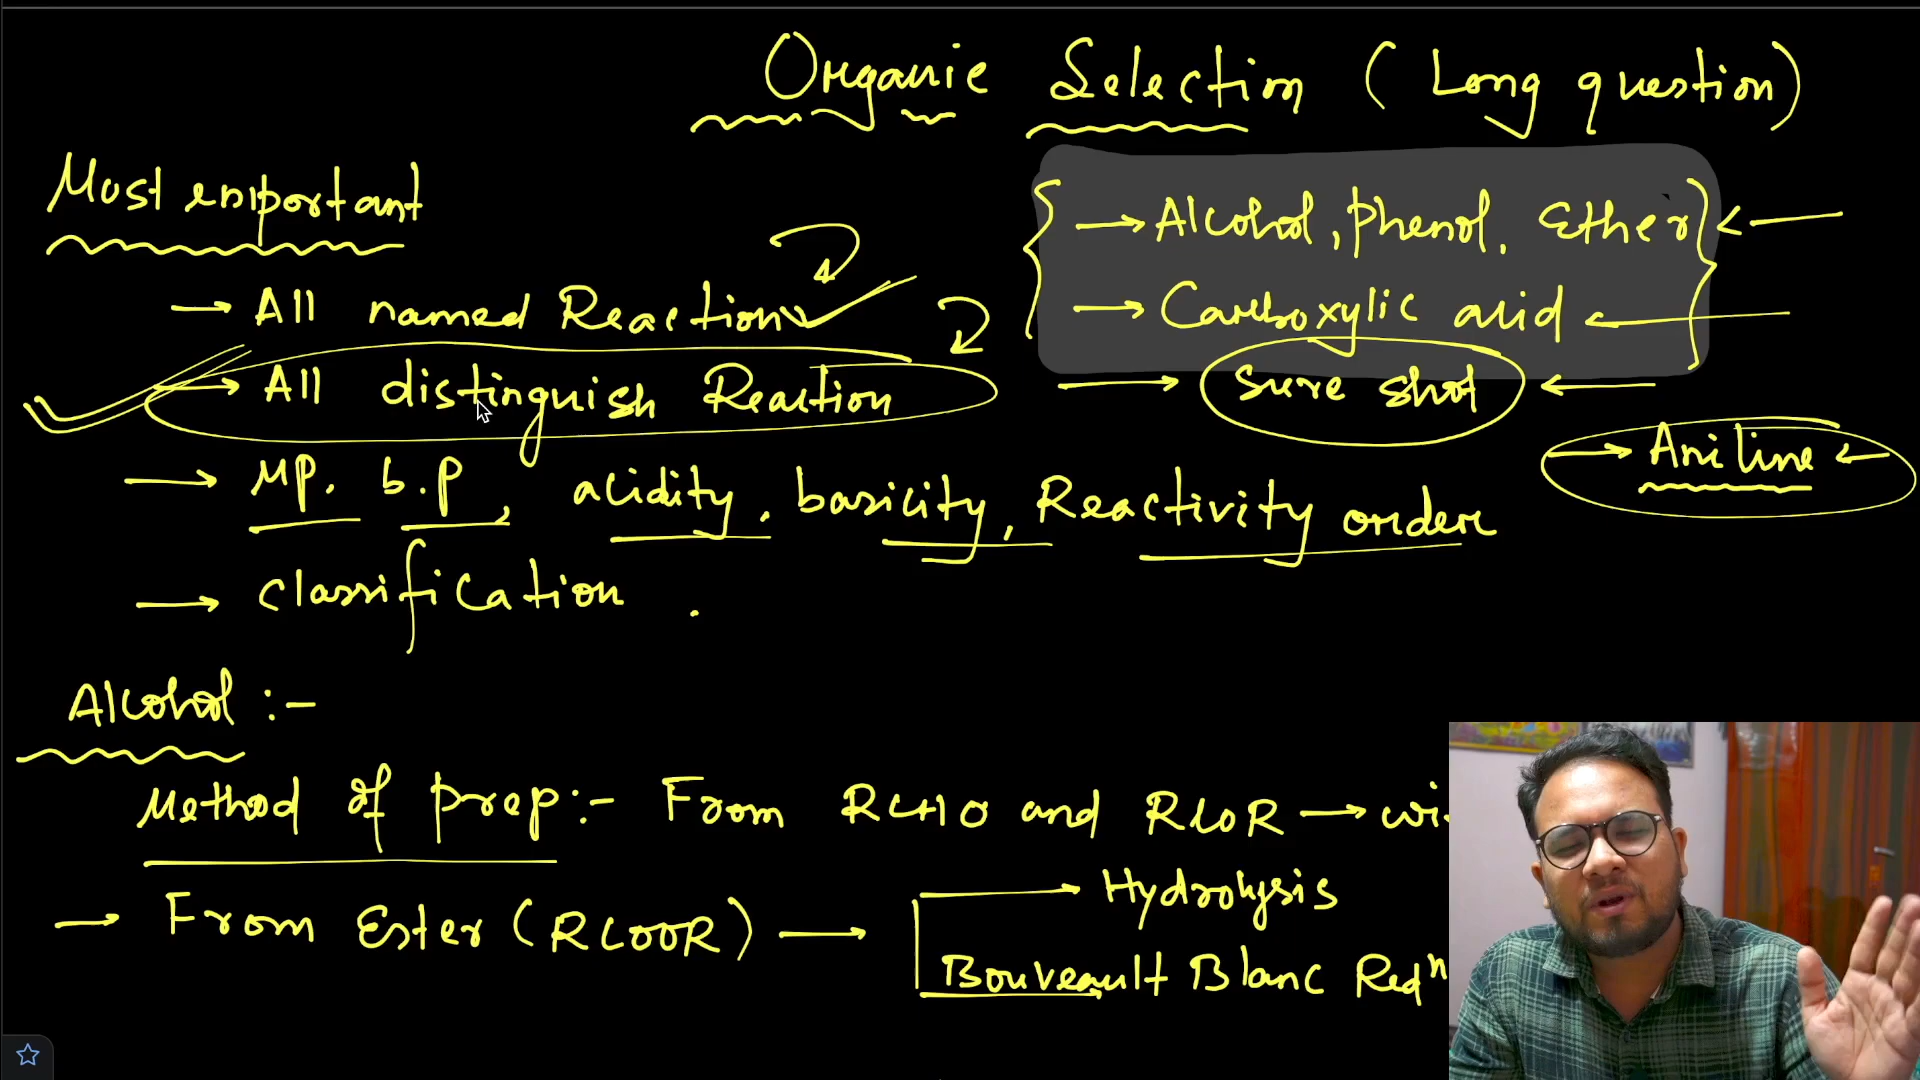 Organic Selection (Long question)
Most important
→ Alcohol, phenol, Ether ←
→ Carboxylic acid ←
→ All named Reaction
→ All distinguish Reaction
→ sure shot ←
→ Aniline ←
→ MP. b.p, acidity, basicity, Reactivity order
→ classification .
Alcohol :-
Method of prep:- From RCHO and RCOR →
→ From Ester (RCOOR) →
Hydrolysis
Bouveault Blanc Redⁿ